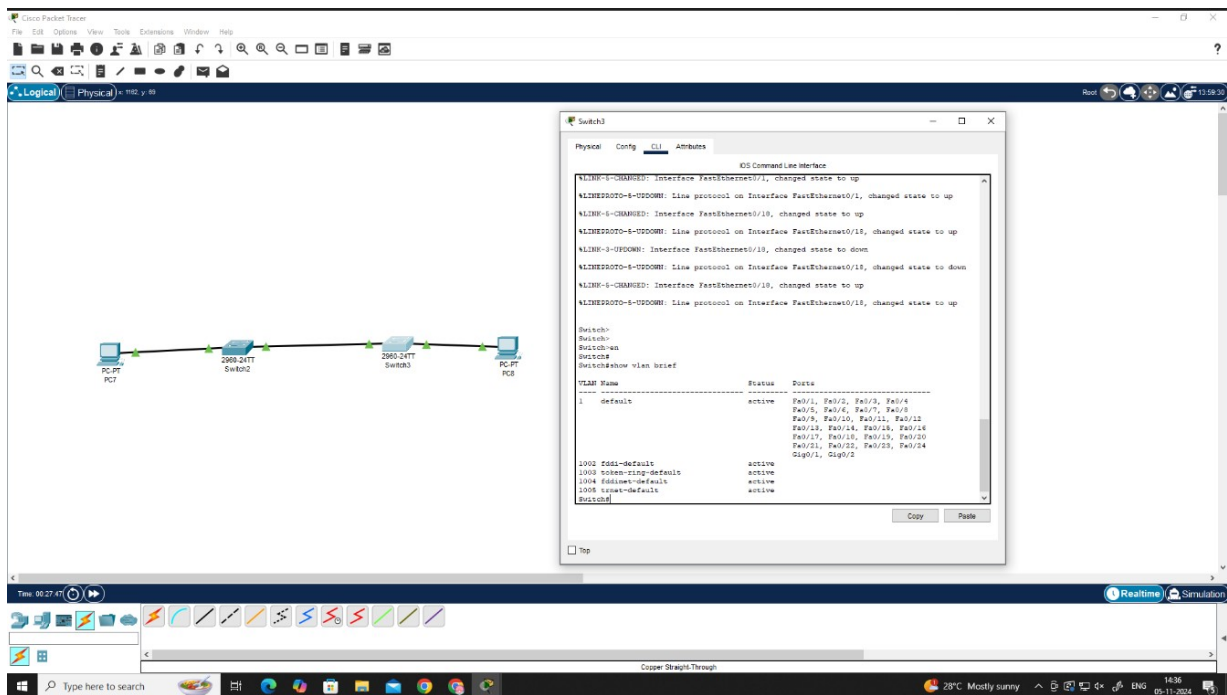 Cisco Packet Tracer
File Edit Options View Tools Extensions Window Help
?
Logical Physical x: 1162, y: 69 Root 13:59:30
Switch3
Physical Config CLI Attributes
IOS Command Line Interface
%LINK-5-CHANGED: Interface FastEthernet0/1, changed state to up
%LINEPROTO-5-UPDOWN: Line protocol on Interface FastEthernet0/1, changed state to up
%LINK-5-CHANGED: Interface FastEthernet0/18, changed state to up
%LINEPROTO-5-UPDOWN: Line protocol on Interface FastEthernet0/18, changed state to up
%LINK-3-UPDOWN: Interface FastEthernet0/18, changed state to down
%LINEPROTO-5-UPDOWN: Line protocol on Interface FastEthernet0/18, changed state to down
%LINK-5-CHANGED: Interface FastEthernet0/18, changed state to up
%LINEPROTO-5-UPDOWN: Line protocol on Interface FastEthernet0/18, changed state to up
Switch>
Switch>
Switch>en
Switch#
Switch#show vlan brief
VLAN Name Status Ports
---- -------------------------------- --------- -------------------------------
1 default active Fa0/1, Fa0/2, Fa0/3, Fa0/4
Fa0/5, Fa0/6, Fa0/7, Fa0/8
Fa0/9, Fa0/10, Fa0/11, Fa0/12
Fa0/13, Fa0/14, Fa0/15, Fa0/16
Fa0/17, Fa0/18, Fa0/19, Fa0/20
Fa0/21, Fa0/22, Fa0/23, Fa0/24
Gig0/1, Gig0/2
1002 fddi-default active
1003 token-ring-default active
1004 fddinet-default active
1005 trnet-default active
Switch#
Copy Paste
Top
PC-PT
PC7
2960-24TT
Switch2
2960-24TT
Switch3
PC-PT
PC8
Time: 00:27:47 Realtime Simulation
Copper Straight-Through
Type here to search
28°C Mostly sunny ENG 14:36
05-11-2024